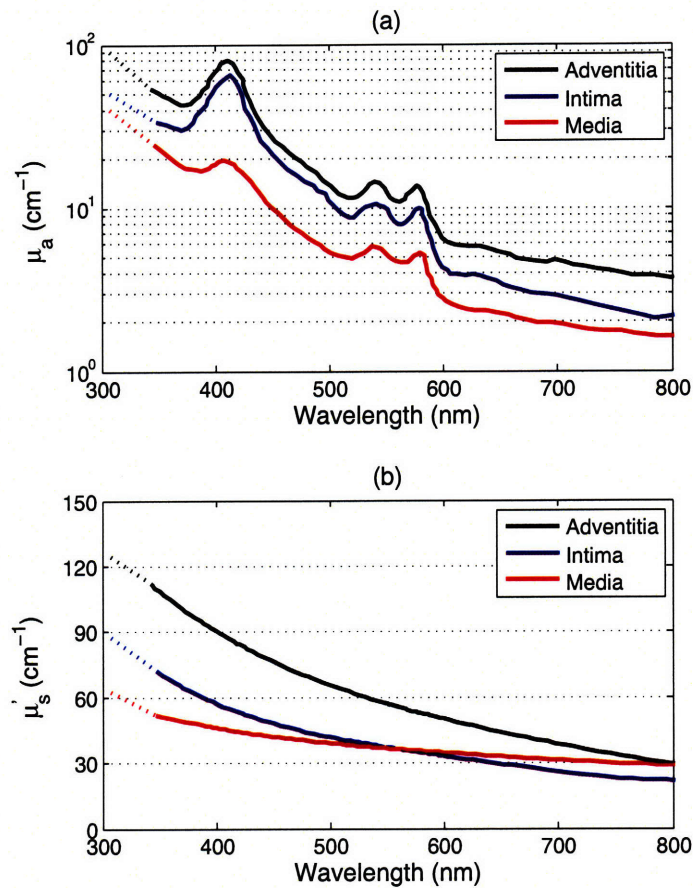 (a)
10²
10¹
10⁰
μa (cm⁻¹)
Adventitia
Intima
Media
300 400 500 600 700 800
Wavelength (nm)
(b)
150
120
90
60
30
0
μs' (cm⁻¹)
Adventitia
Intima
Media
300 400 500 600 700 800
Wavelength (nm)